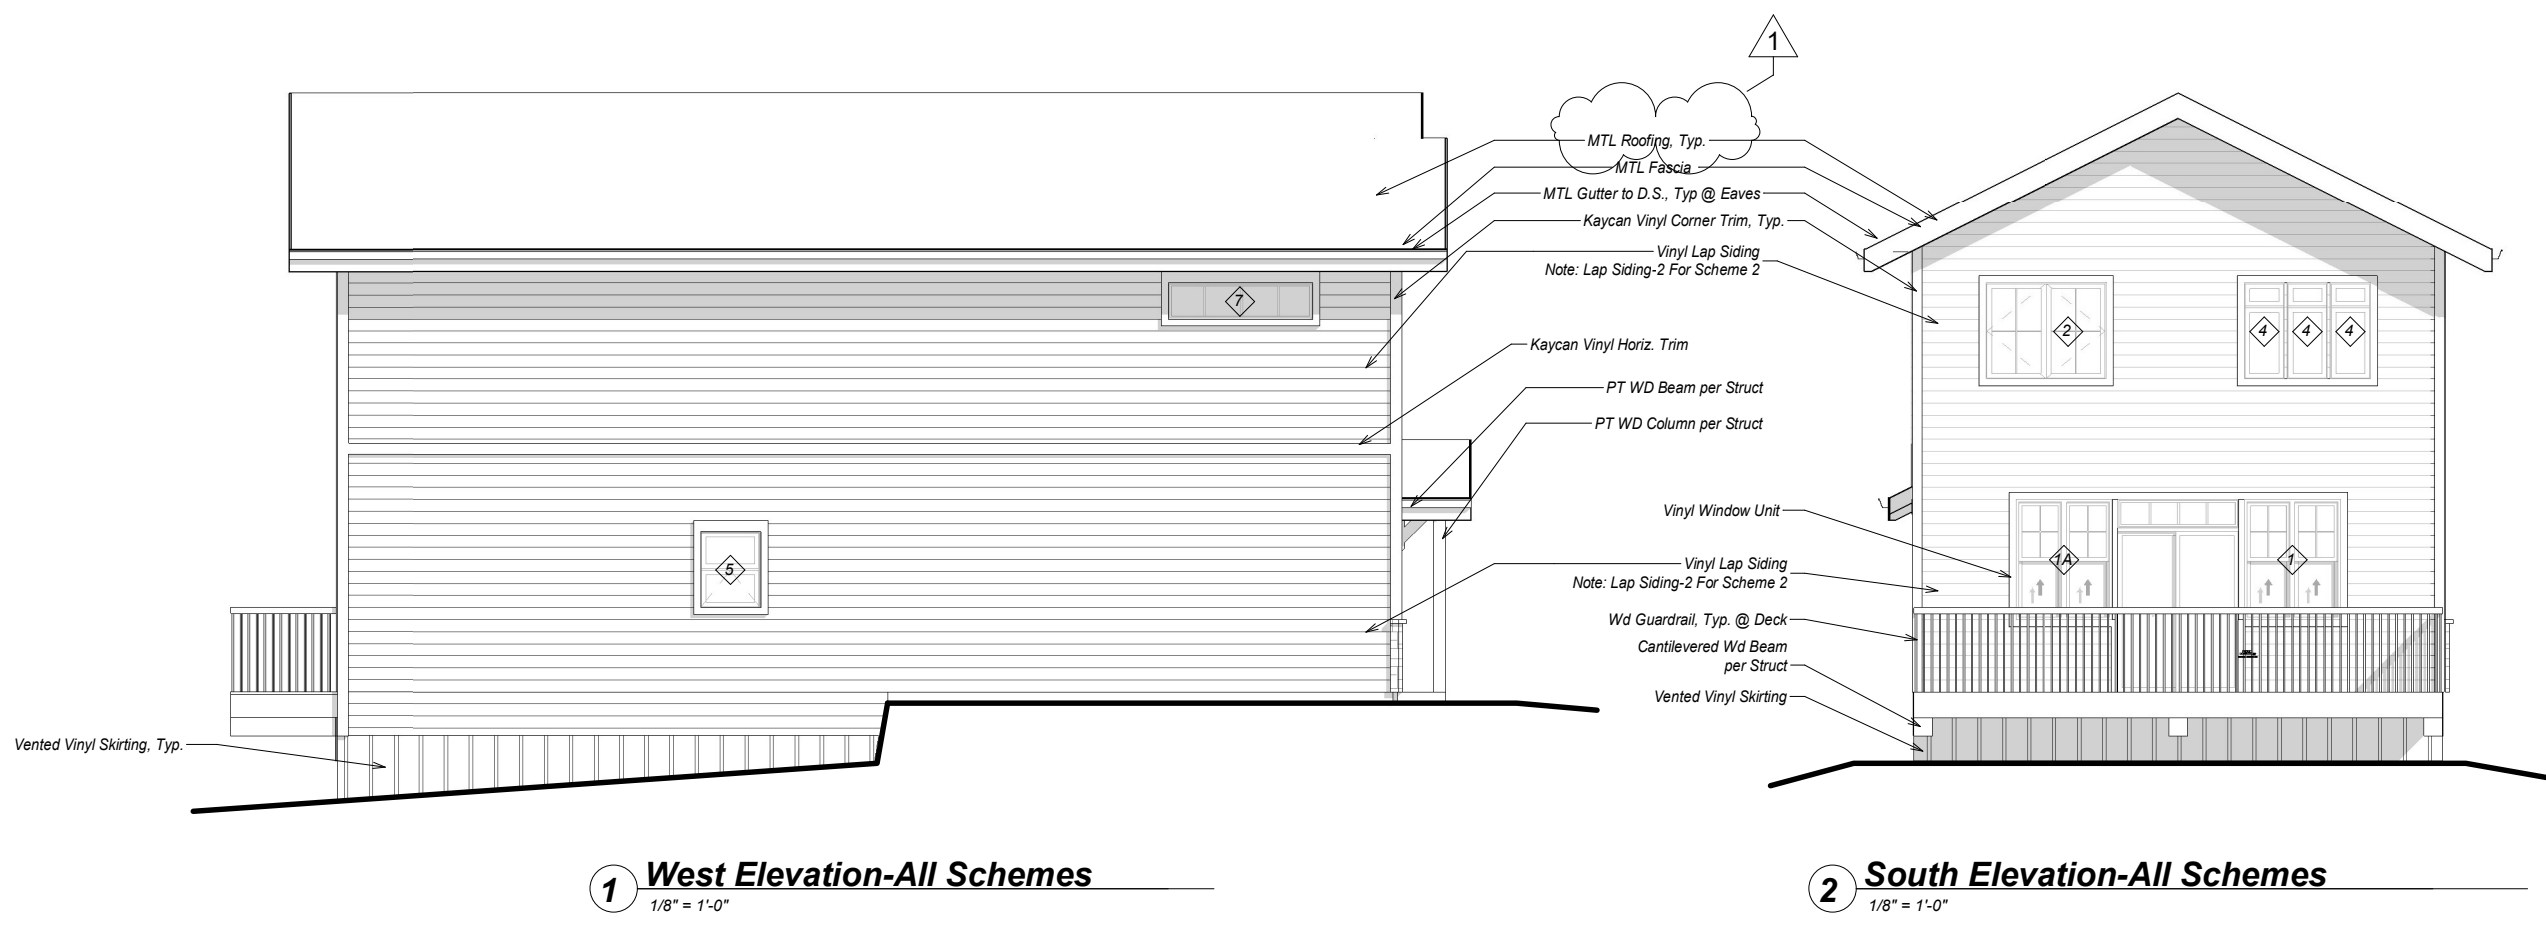 1
MTL Roofing, Typ.
MTL Fascia
MTL Gutter to D.S., Typ @ Eaves
Kaycan Vinyl Corner Trim, Typ.
Vinyl Lap Siding
Note: Lap Siding-2 For Scheme 2
7
2
4
4
4
Kaycan Vinyl Horiz. Trim
PT WD Beam per Struct
PT WD Column per Struct
Vinyl Window Unit
5
1A
1
Vinyl Lap Siding
Note: Lap Siding-2 For Scheme 2
Wd Guardrail, Typ. @ Deck
Cantilevered Wd Beam
per Struct
Vented Vinyl Skirting
Vented Vinyl Skirting, Typ.
1
West Elevation-All Schemes
1/8" = 1'-0"
2
South Elevation-All Schemes
1/8" = 1'-0"